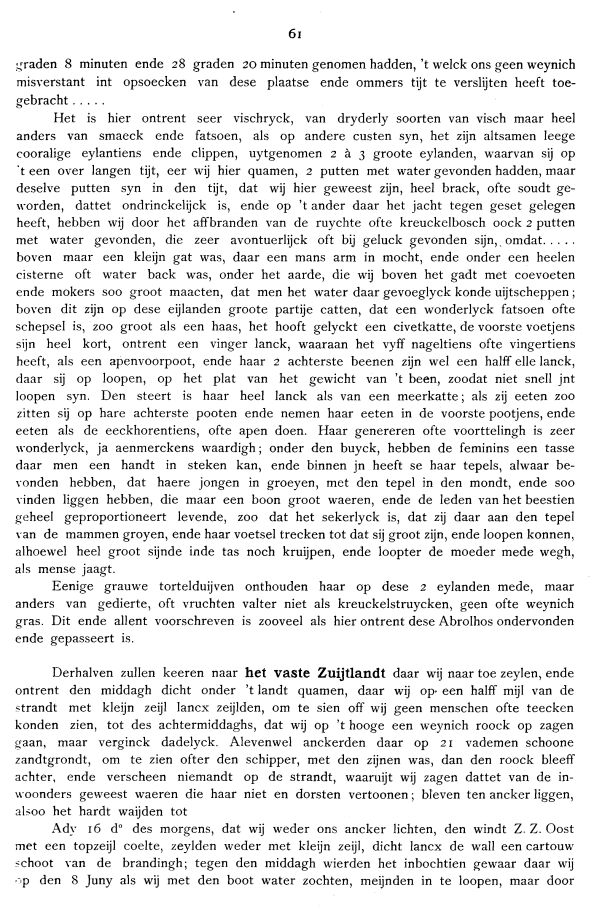 61
graden 8 minuten ende 28 graden 20 minuten genomen hadden, 't welck ons geen weynich
misverstant int opsoecken van dese plaatse ende ommers tijt te verslijten heeft toe-
gebracht . . . . .
Het is hier ontrent seer vischryck, van dryderly soorten van visch maar heel
anders van smaeck ende fatsoen, als op andere custen syn, het zijn altsamen leege
cooralige eylantiens ende clippen, uytgenomen 2 à 3 groote eylanden, waarvan sij op
't een over langen tijt, eer wij hier quamen, 2 putten met water gevonden hadden, maar
deselve putten syn in den tijt, dat wij hier geweest zijn, heel brack, ofte soudt ge-
worden, dattet ondrinckelijck is, ende op 't ander daar het jacht tegen geset gelegen
heeft, hebben wij door het affbranden van de ruychte ofte kreuckelbosch oock 2 putten
met water gevonden, die zeer avontuerlijck oft bij geluck gevonden sijn, omdat. . . . .
boven maar een kleijn gat was, daar een mans arm in mocht, ende onder een heelen
cisterne oft water back was, onder het aarde, die wij boven het gadt met coevoeten
ende mokers soo groot maacten, dat men het water daar gevoeglyck konde uijtscheppen;
boven dit zijn op dese eijlanden groote partije catten, dat een wonderlyck fatsoen ofte
schepsel is, zoo groot als een haas, het hooft gelyckt een civetkatte, de voorste voetjens
sijn heel kort, ontrent een vinger lanck, waaraan het vyff nageltiens ofte vingertiens
heeft, als een apenvoorpoot, ende haar 2 achterste beenen zijn wel een halff elle lanck,
daar sij op loopen, op het plat van het gewicht van 't been, zoodat niet snell jnt
loopen syn. Den steert is haar heel lanck als van een meerkatte; als zij eeten zoo
zitten sij op hare achterste pooten ende nemen haar eeten in de voorste pootjens, ende
eeten als de eeckhorentiens, ofte apen doen. Haar genereren ofte voorttelingh is zeer
wonderlyck, ja aenmerckens waardigh; onder den buyck, hebben de feminins een tasse
daar men een handt in steken kan, ende binnen jn heeft se haar tepels, alwaar be-
vonden hebben, dat haere jongen in groeyen, met den tepel in den mondt, ende soo
vinden liggen hebben, die maar een boon groot waeren, ende de leden van het beestien
geheel geproportioneert levende, zoo dat het sekerlyck is, dat zij daar aan den tepel
van de mammen groyen, ende haar voetsel trecken tot dat sij groot zijn, ende loopen konnen,
alhoewel heel groot sijnde inde tas noch kruijpen, ende loopter de moeder mede wegh,
als mense jaagt.
Eenige grauwe tortelduijven onthouden haar op dese 2 eylanden mede, maar
anders van gedierte, oft vruchten valter niet als kreuckelstruycken, geen ofte weynich
gras. Dit ende allent voorschreven is zooveel als hier ontrent dese Abrolhos ondervonden
ende gepasseert is.
Derhalven zullen keeren naar het vaste Zuijtlandt daar wij naar toe zeylen, ende
ontrent den middagh dicht onder 't landt quamen, daar wij op een halff mijl van de
strandt met kleijn zeijl lancx zeijlden, om te sien off wij geen menschen ofte teecken
konden zien, tot des achtermiddaghs, dat wij op 't hooge een weynich roock op zagen
gaan, maar verginck dadelyck. Alevenwel anckerden daar op 21 vademen schoone
zandtgrondt, om te zien ofter den schipper, met den zijnen was, dan den roock bleeff
achter, ende verscheen niemandt op de strandt, waaruijt wij zagen dattet van de in-
woonders geweest waeren die haar niet en dorsten vertoonen; bleven ten ancker liggen,
alsoo het hardt waijden tot
Ady 16 d° des morgens, dat wij weder ons ancker lichten, den windt Z. Z. Oost
met een topzeijl coelte, zeylden weder met kleijn zeijl, dicht lancx de wall een cartouw
schoot van de brandingh; tegen den middagh wierden het inbochtien gewaar daar wij
op den 8 Juny als wij met den boot water zochten, meijnden in te loopen, maar door